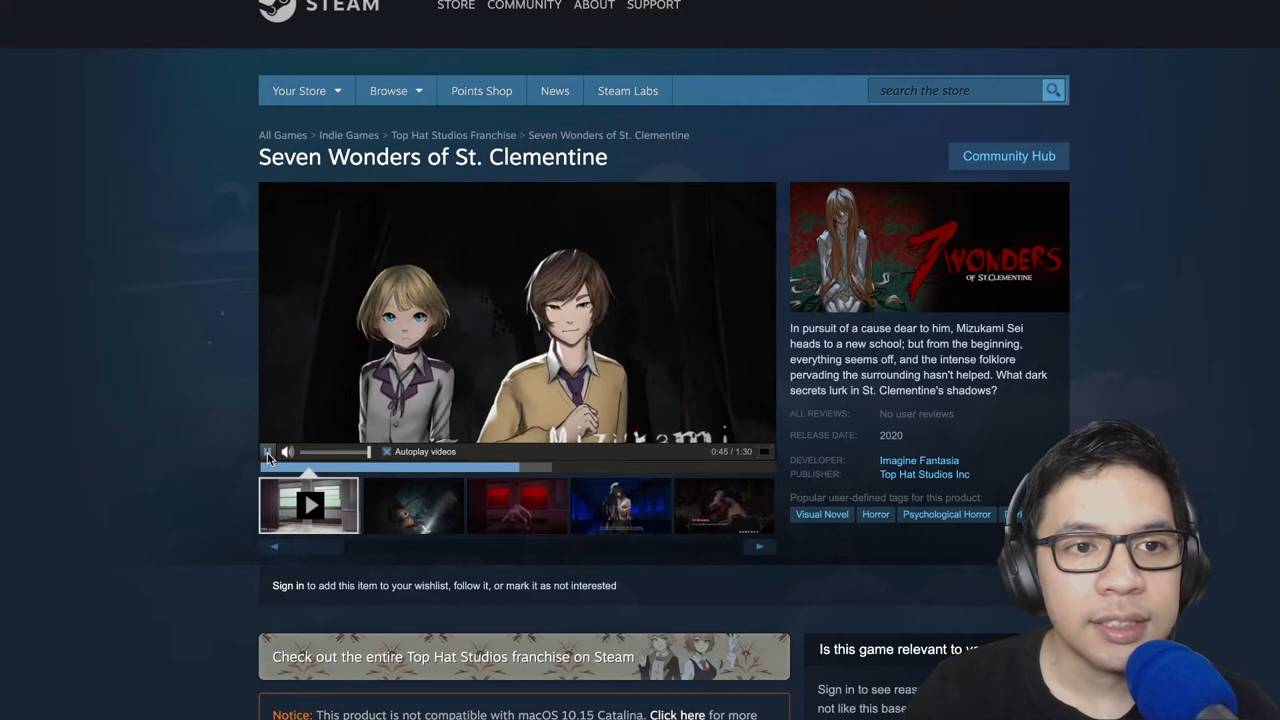 STEAM
STORE COMMUNITY ABOUT SUPPORT
Your Store Browse Points Shop News Steam Labs search the store
All Games > Indie Games > Top Hat Studios Franchise > Seven Wonders of St. Clementine
Seven Wonders of St. Clementine
Community Hub
7 WONDERS
OF ST.CLEMENTINE
In pursuit of a cause dear to him, Mizukami Sei
heads to a new school; but from the beginning,
everything seems off, and the intense folklore
pervading the surrounding hasn't helped. What dark
secrets lurk in St. Clementine's shadows?
ALL REVIEWS: No user reviews
RELEASE DATE: 2020
DEVELOPER: Imagine Fantasia
PUBLISHER: Top Hat Studios Inc
Popular user-defined tags for this product:
Visual Novel Horror Psychological Horror
Mizukami
Autoplay videos 0:45 / 1:30
Sign in to add this item to your wishlist, follow it, or mark it as not interested
Check out the entire Top Hat Studios franchise on Steam
Is this game relevant to
Sign in to see
not like this
Notice: This product is not compatible with macOS 10.15 Catalina. Click here for more